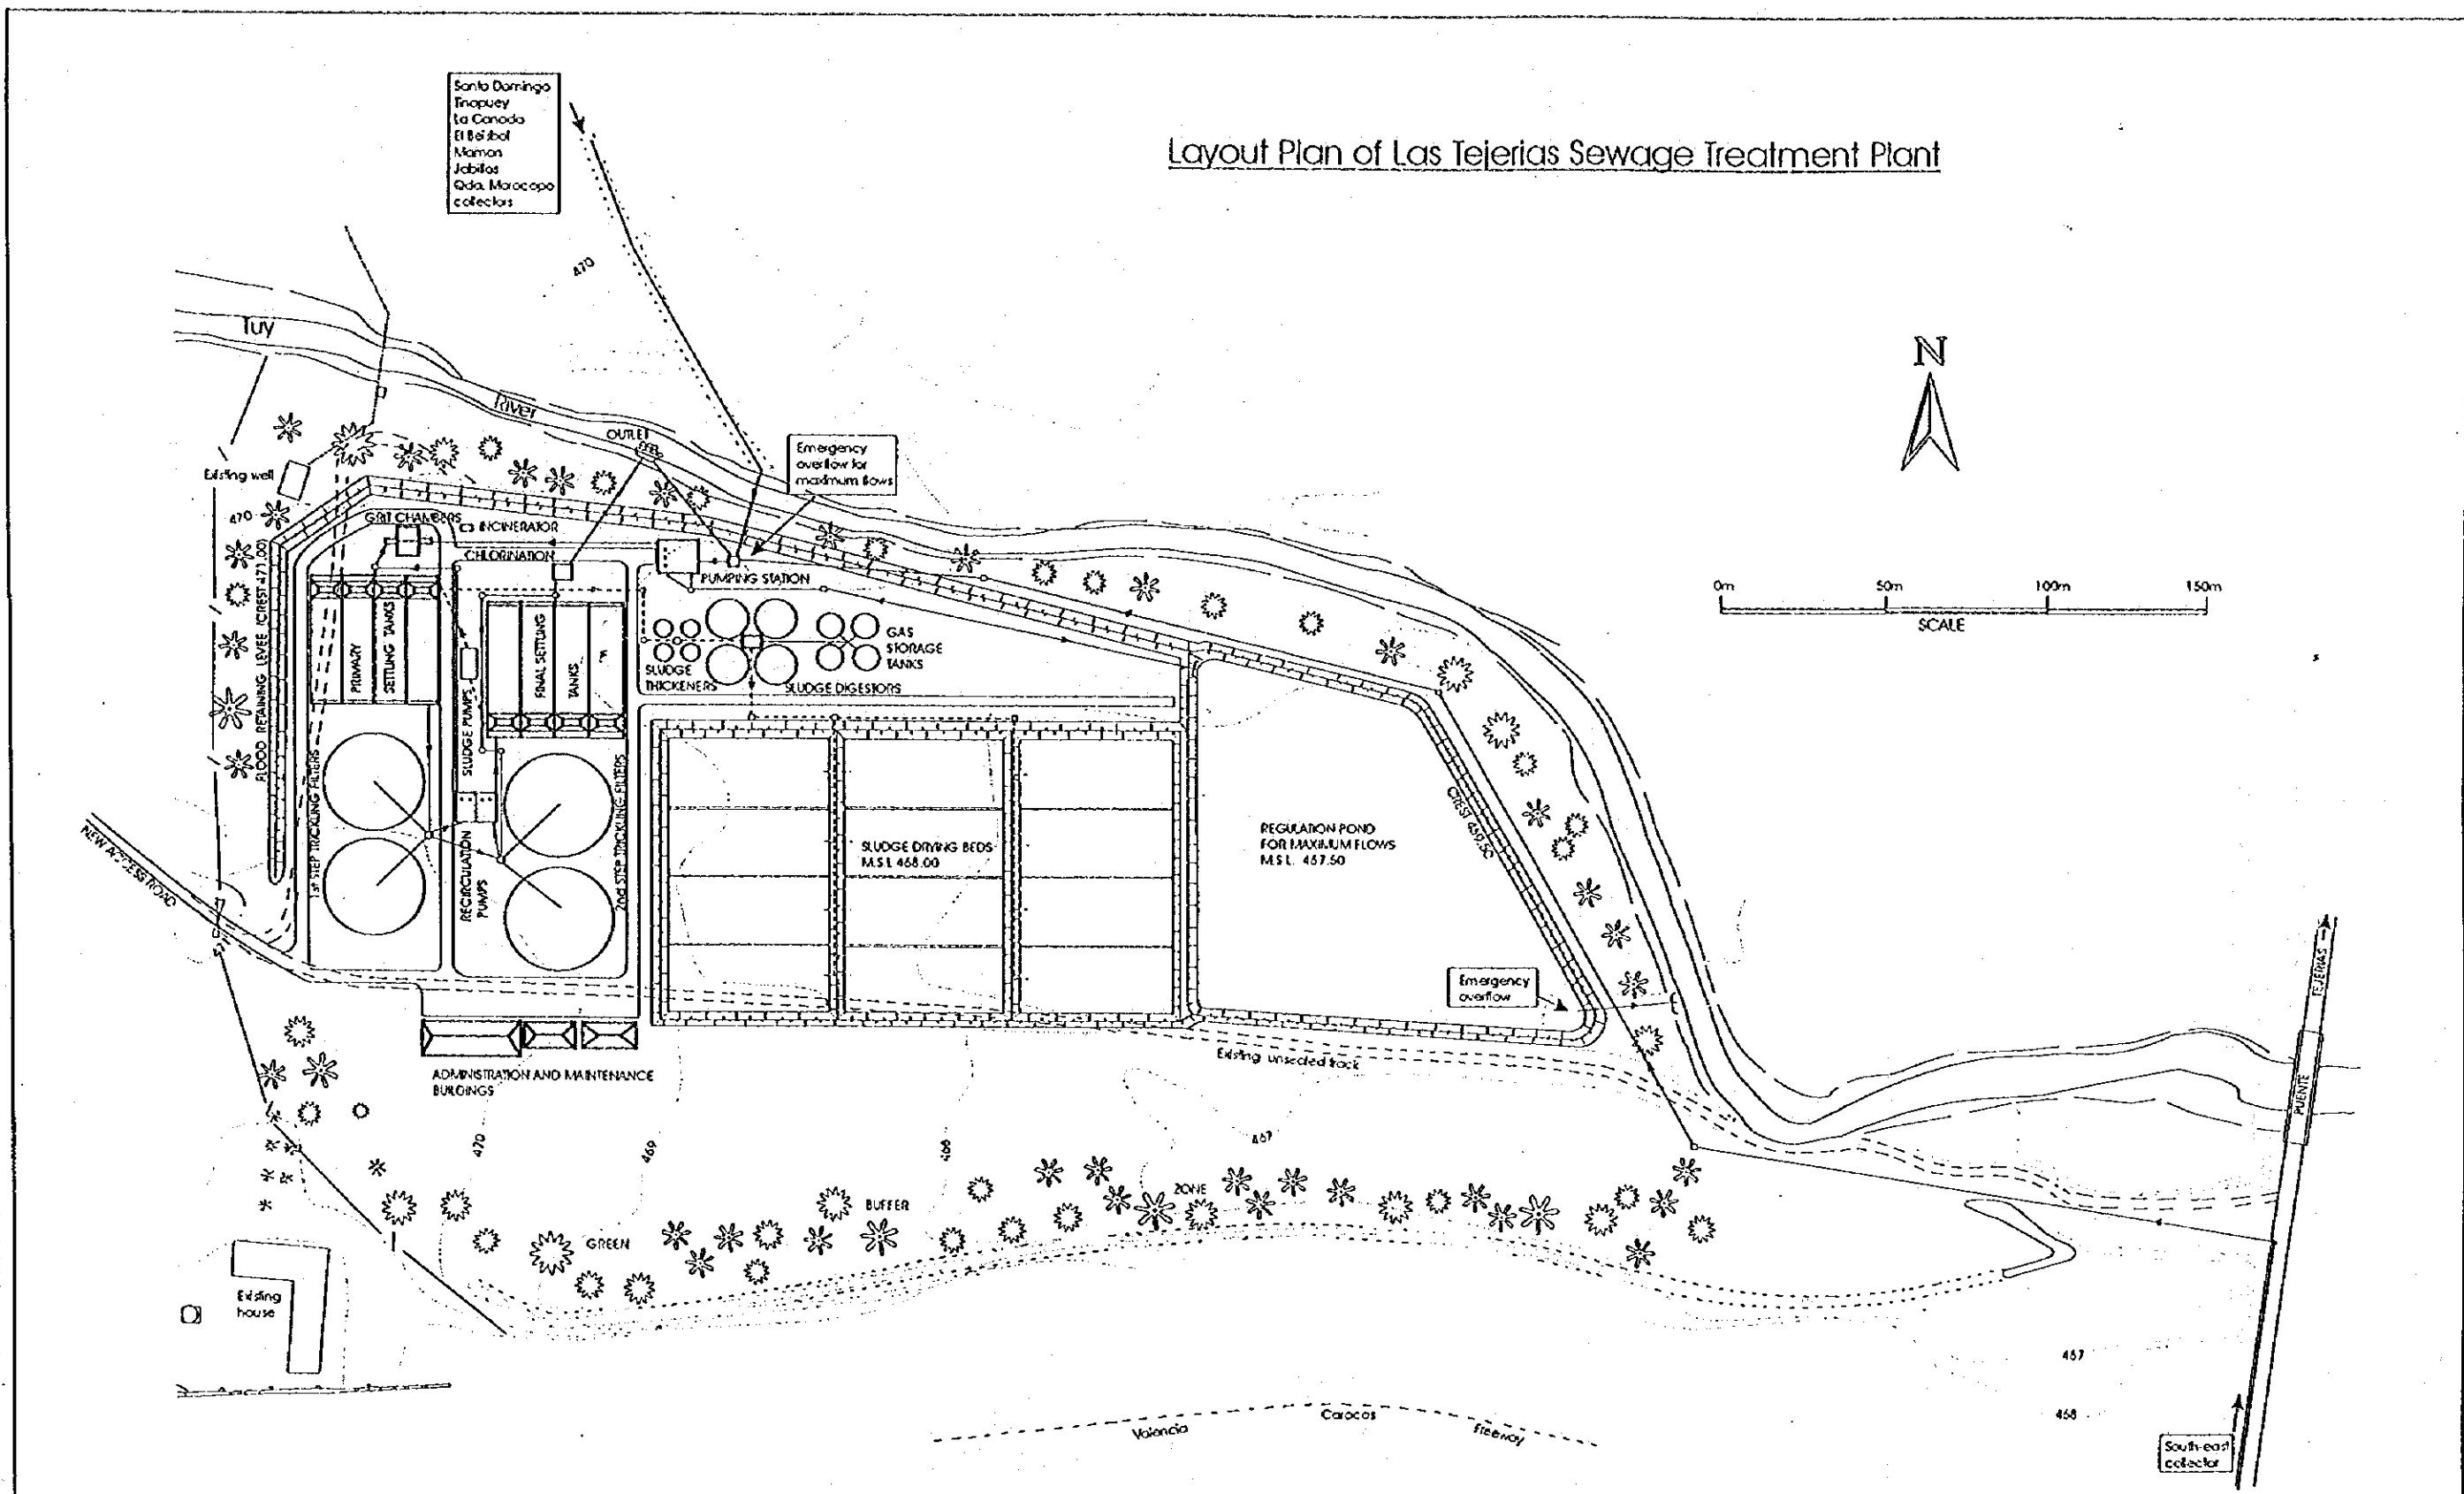 Layout Plan of Las Tejerias Sewage Treatment Plant
Santo Domingo
Tinapuey
La Canada
El Beisbol
Mamon
Jabillos
Qda. Morocopo
collectors
470
N
Tuy
River
OUTLET
Emergency
overflow for
maximum flows
Existing well
470
GRIT CHAMBERS
INCINERATOR
CHLORINATION
PUMPING STATION
0m
50m
100m
150m
SCALE
FLOOD RETAINING LEVEE (CREST 471.00)
PRIMARY
SETTLING TANKS
SLUDGE PUMPS
FINAL SETTLING
TANKS
SLUDGE
THICKENERS
SLUDGE DIGESTORS
GAS
STORAGE
TANKS
1st STEP TRICKLING FILTERS
RECIRCULATION
PUMPS
2nd STEP TRICKLING FILTERS
SLUDGE DRYING BEDS
M.S.L. 468.00
REGULATION POND
FOR MAXIMUM FLOWS
M.S.L. 467.50
CREST 469.50
NEW ACCESS ROAD
471
Emergency
overflow
Existing unsealed track
TEJERIAS
PUENTE
ADMINISTRATION AND MAINTENANCE
BUILDINGS
470
469
468
467
GREEN
BUFFER
ZONE
Existing
house
467
468
Valencia
Caracas
Freeway
South-east
collector